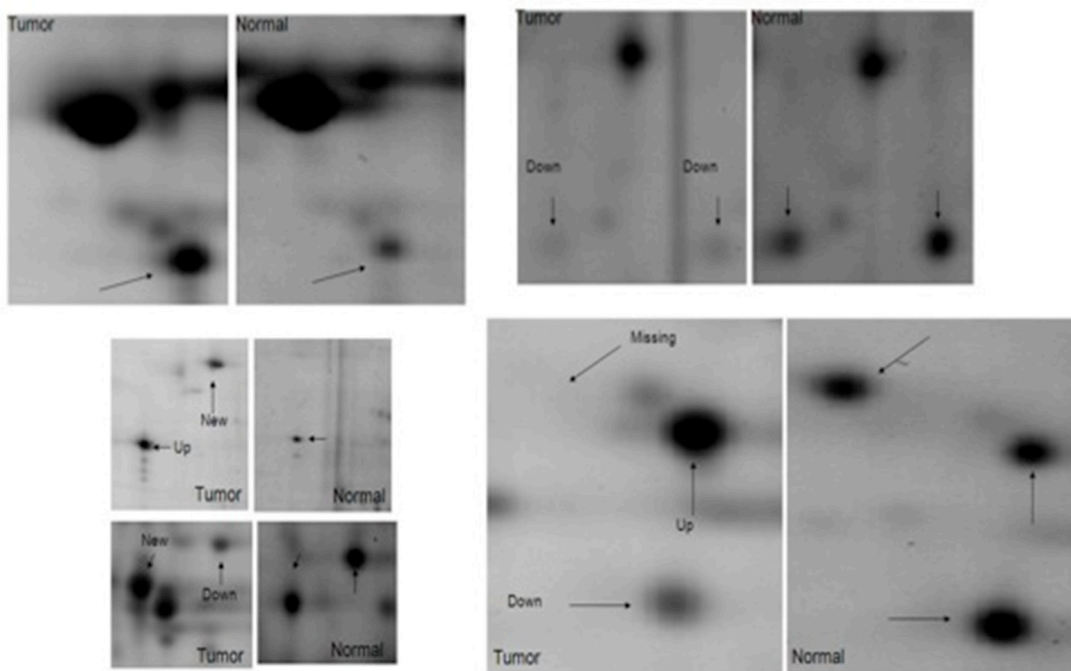 Tumor
Normal
Tumor
Normal
Down
Down
New
Up
Tumor
Normal
New
Down
Tumor
Normal
Missing
Up
Down
Tumor
Normal